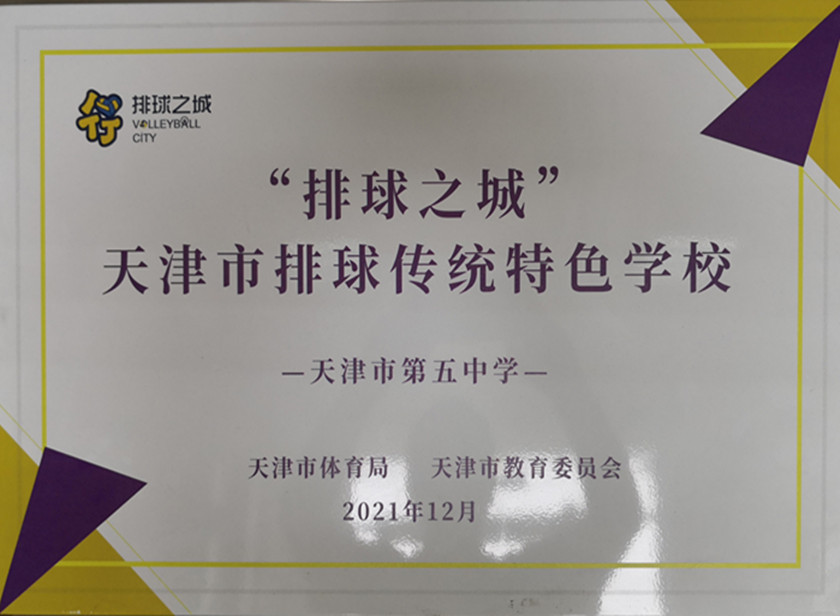 排球之城
VOLLEYBALL
CITY
“排球之城”
天津市排球传统特色学校
—天津市第五中学—
天津市体育局 天津市教育委员会
2021年12月